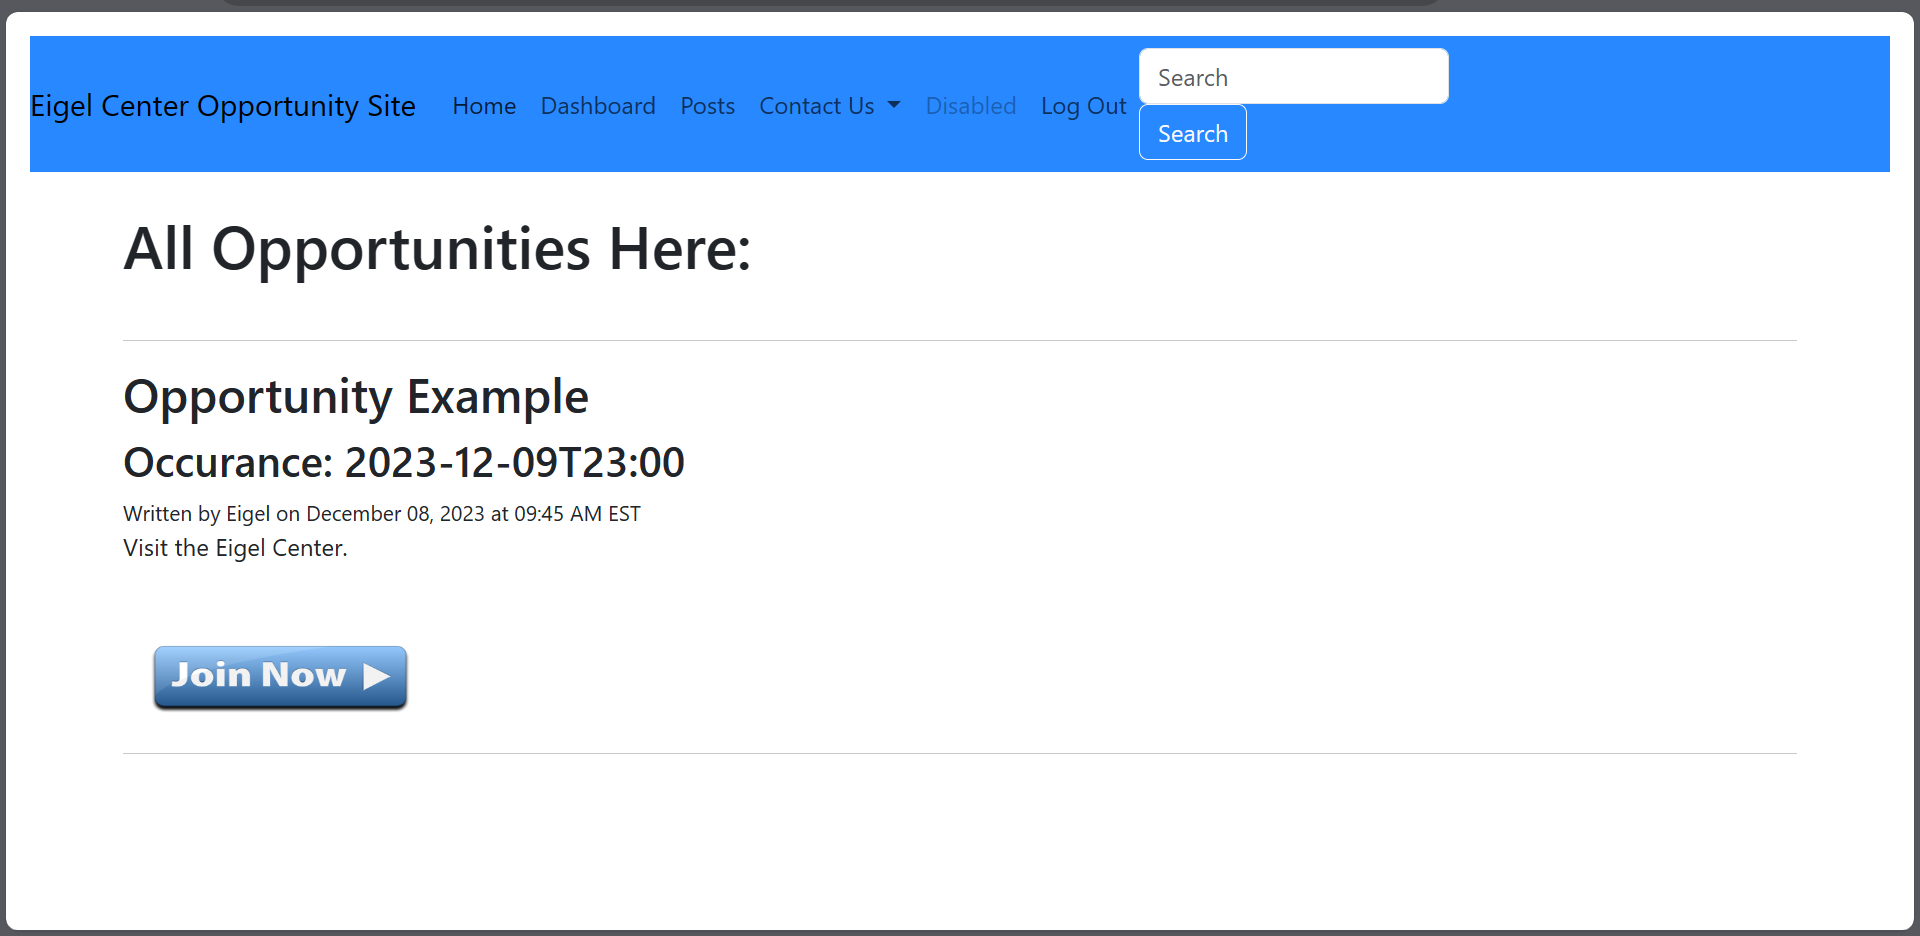 Eigel Center Opportunity Site Home Dashboard Posts Contact Us Disabled Log Out
Search
Search
All Opportunities Here:
Opportunity Example
Occurance: 2023-12-09T23:00
Written by Eigel on December 08, 2023 at 09:45 AM EST
Visit the Eigel Center.
Join Now